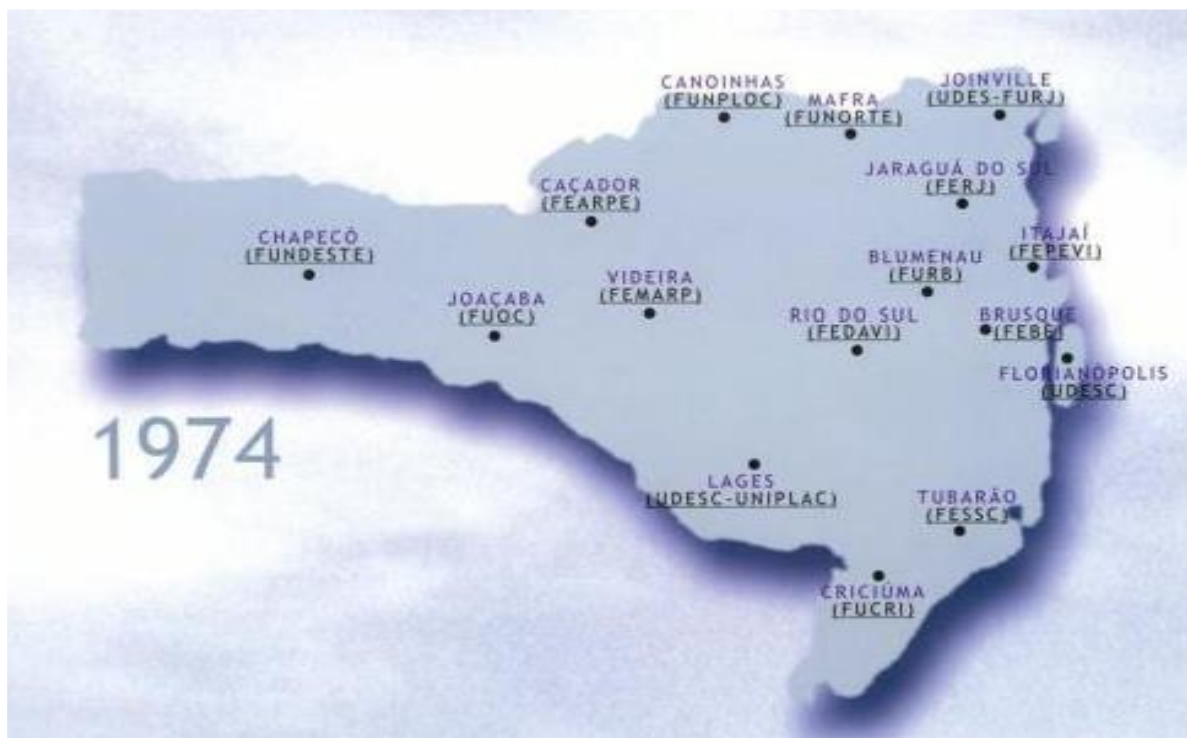 CANOINHAS
(FUNPLOC)
MAFRA
(FUNORTE)
JOINVILLE
(UDES-FURJ)
JARAGUÁ DO SUL
(FERJ)
CAÇADOR
(FEARPE)
CHAPECÓ
(FUNDESTE)
ITAJAÍ
(FEPEVI)
BLUMENAU
(FURB)
VIDEIRA
(FEMARP)
JOAÇABA
(FUOC)
RIO DO SUL
(FEDAVI)
BRUSQUE
(FEBE)
FLORIANÓPOLIS
(UDESC)
1974
LAGES
(UDESC-UNIPLAC)
TUBARÃO
(FESSC)
CRICIÚMA
(FUCRI)